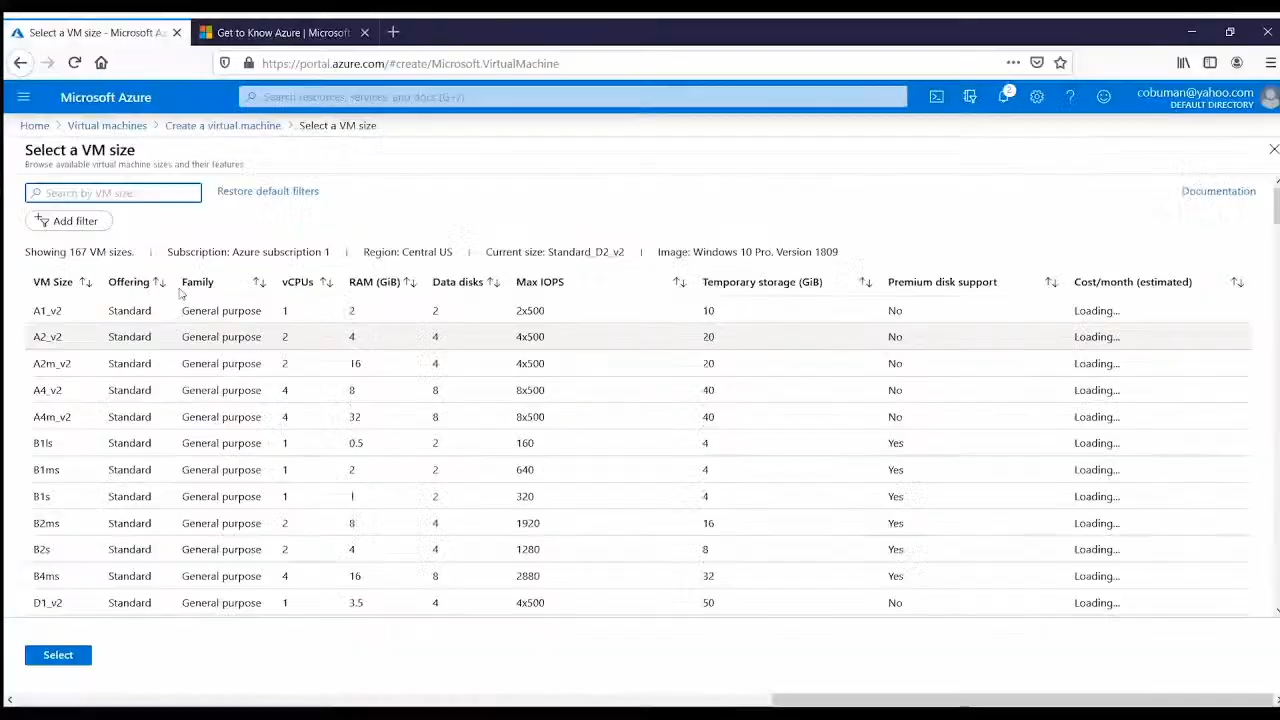 Select a VM size - Microsoft Az
Get to Know Azure | Microsoft
https://portal.azure.com/#create/Microsoft.VirtualMachine
Microsoft Azure
Search resources, services, and docs (G+/)
2
cobuman@yahoo.com
DEFAULT DIRECTORY
Home > Virtual machines > Create a virtual machine > Select a VM size
Select a VM size
Browse available virtual machine sizes and their features
Search by VM size...
Restore default filters
Documentation
Add filter
Showing 167 VM sizes. | Subscription: Azure subscription 1 | Region: Central US | Current size: Standard_D2_v2 | Image: Windows 10 Pro, Version 1809
VM Size Offering Family vCPUs RAM (GiB) Data disks Max IOPS Temporary storage (GiB) Premium disk support Cost/month (estimated)
A1_v2 Standard General purpose 1 2 2 2x500 10 No Loading...
A2_v2 Standard General purpose 2 4 4 4x500 20 No Loading...
A2m_v2 Standard General purpose 2 16 4 4x500 20 No Loading...
A4_v2 Standard General purpose 4 8 8 8x500 40 No Loading...
A4m_v2 Standard General purpose 4 32 8 8x500 40 No Loading...
B1ls Standard General purpose 1 0.5 2 160 4 Yes Loading...
B1ms Standard General purpose 1 2 2 640 4 Yes Loading...
B1s Standard General purpose 1 1 2 320 4 Yes Loading...
B2ms Standard General purpose 2 8 4 1920 16 Yes Loading...
B2s Standard General purpose 2 4 4 1280 8 Yes Loading...
B4ms Standard General purpose 4 16 8 2880 32 Yes Loading...
D1_v2 Standard General purpose 1 3.5 4 4x500 50 No Loading...
Select